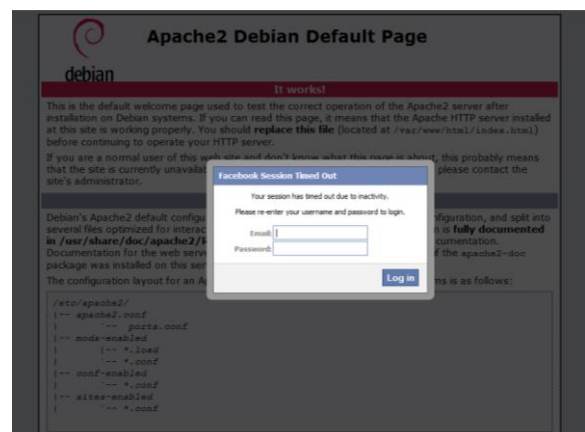 Apache2 Debian Default Page
debian
It works!
This is the default welcome page used to test the correct operation of the Apache2 server after
installation on Debian systems. If you can read this page, it means that the Apache HTTP server installed
at this site is working properly. You should replace this file (located at /var/www/html/index.html)
before continuing to operate your HTTP server.
If you are a normal user of this web site and don't know what this page is about, this probably means
that the site is currently unavailab
please contact the
site's administrator.
Facebook Session Timed Out
Your session has timed out due to inactivity.
Please re-enter your username and password to login.
Email:
Password:
Log in
Debian's Apache2 default configu
nfiguration, and split into
several files optimized for interac
n is fully documented
in /usr/share/doc/apache2/
cumentation.
Documentation for the web serve
f the apache2-doc
package was installed on this ser
The configuration layout for an A
ms is as follows:
/etc/apache2/
|-- apache2.conf
| `-- ports.conf
|-- mods-enabled
| |-- *.load
| `-- *.conf
|-- conf-enabled
| `-- *.conf
|-- sites-enabled
| `-- *.conf